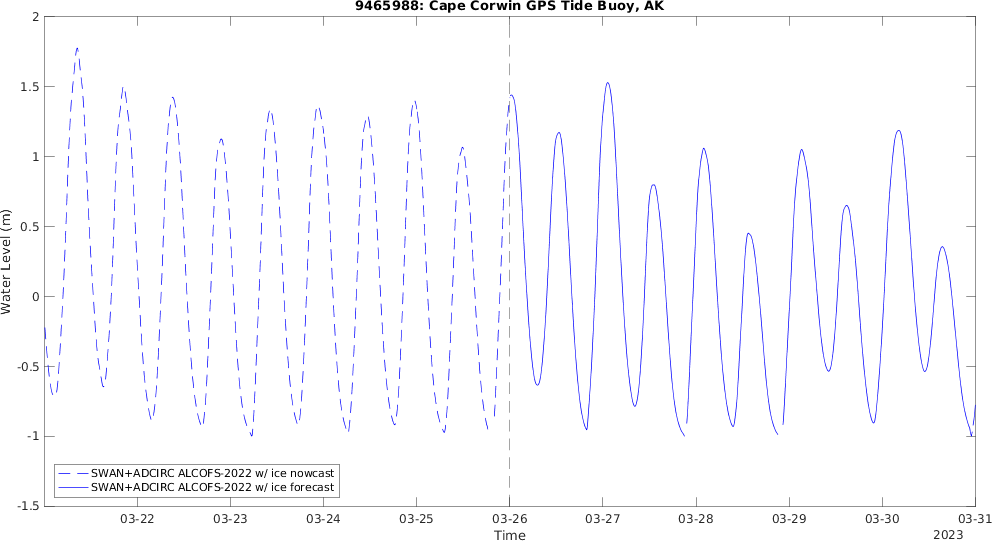 9465988: Cape Corwin GPS Tide Buoy, AK
2
1.5
1
0.5
0
-0.5
-1
-1.5
Water Level (m)
SWAN+ADCIRC ALCOFS-2022 w/ ice nowcast
SWAN+ADCIRC ALCOFS-2022 w/ ice forecast
03-22 03-23 03-24 03-25 03-26 03-27 03-28 03-29 03-30 03-31
Time
2023